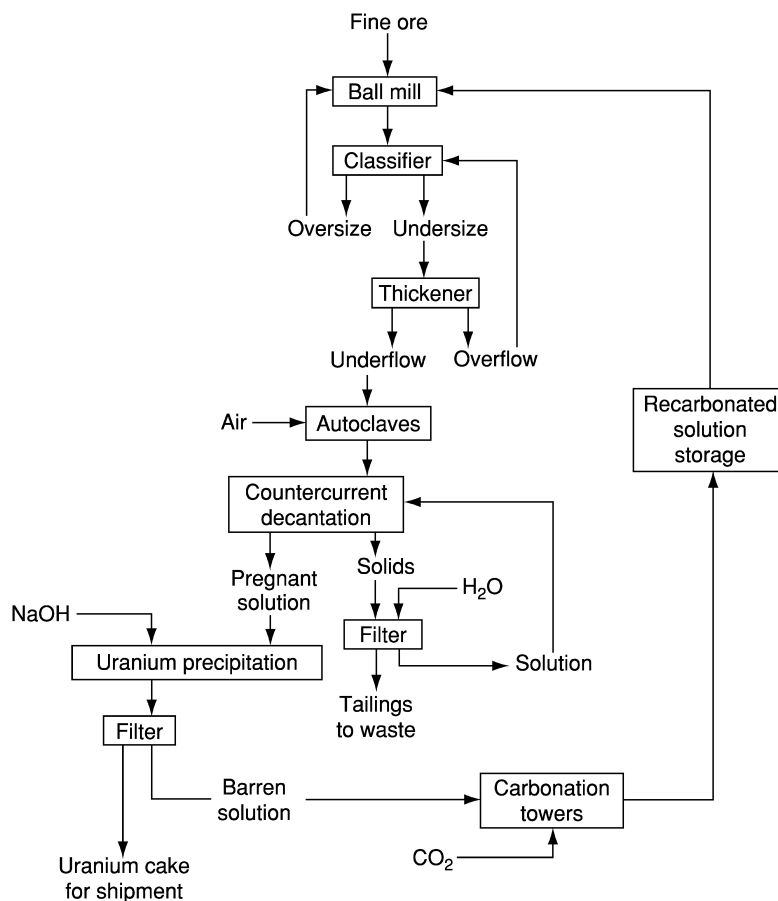 Fine ore
Ball mill
Classifier
Oversize
Undersize
Thickener
Underflow
Overflow
Air
Autoclaves
Recarbonated
solution
storage
Countercurrent
decantation
Pregnant
solution
Solids
H₂O
NaOH
Filter
Uranium precipitation
Solution
Tailings
to waste
Filter
Barren
solution
Carbonation
towers
CO₂
Uranium cake
for shipment